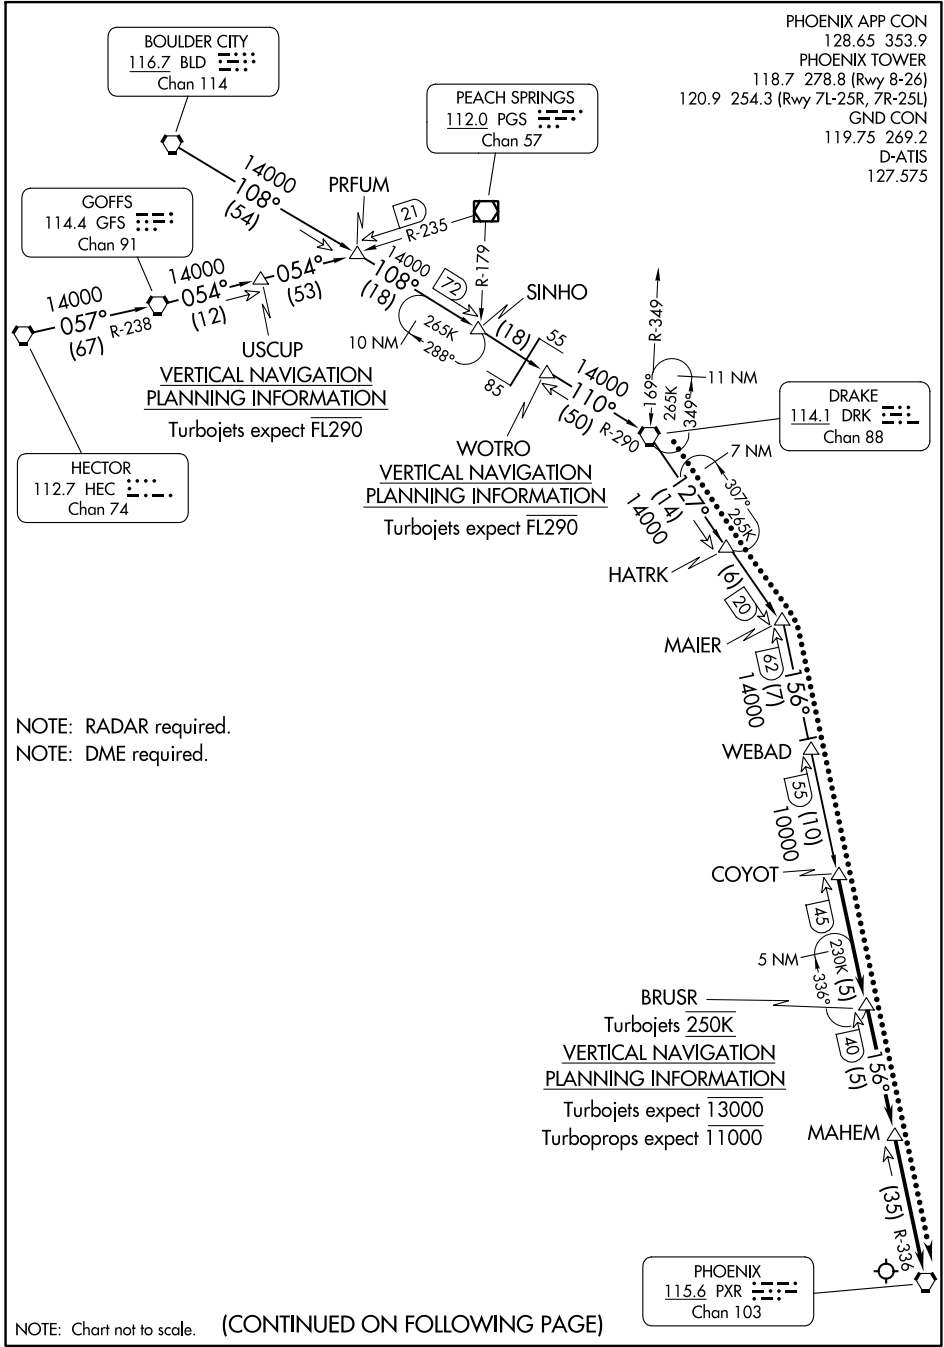 PHOENIX APP CON
128.65 353.9
PHOENIX TOWER
118.7 278.8 (Rwy 8-26)
120.9 254.3 (Rwy 7L-25R, 7R-25L)
GND CON
119.75 269.2
D-ATIS
127.575
BOULDER CITY
116.7 BLD
Chan 114
PEACH SPRINGS
112.0 PGS
Chan 57
14000
108°
(54)
PRFUM
21
R-235
R-179
GOFFS
114.4 GFS
Chan 91
14000
057°
(67)
R-238
14000
054°
(12)
054°
(53)
14000
108°
(18)
72
SINHO
265K
288°
10 NM
(18)
55
85
USCUP
VERTICAL NAVIGATION
PLANNING INFORMATION
Turbojets expect FL290
14000
110°
(50)
R-290
R-349
169°
265K
349°
11 NM
DRAKE
114.1 DRK
Chan 88
WOTRO
VERTICAL NAVIGATION
PLANNING INFORMATION
Turbojets expect FL290
HECTOR
112.7 HEC
Chan 74
7 NM
307°
265K
127°
(14)
14000
HATRK
(6)
20
MAIER
62
(7)
14000
156°
NOTE: RADAR required.
NOTE: DME required.
WEBAD
55
(10)
10000
COYOT
45
5 NM
230K
336°
(5)
BRUSR
Turbojets 250K
VERTICAL NAVIGATION
PLANNING INFORMATION
Turbojets expect 13000
Turboprops expect 11000
40
(5)
156°
MAHEM
(35)
R-336
PHOENIX
115.6 PXR
Chan 103
NOTE: Chart not to scale.
(CONTINUED ON FOLLOWING PAGE)